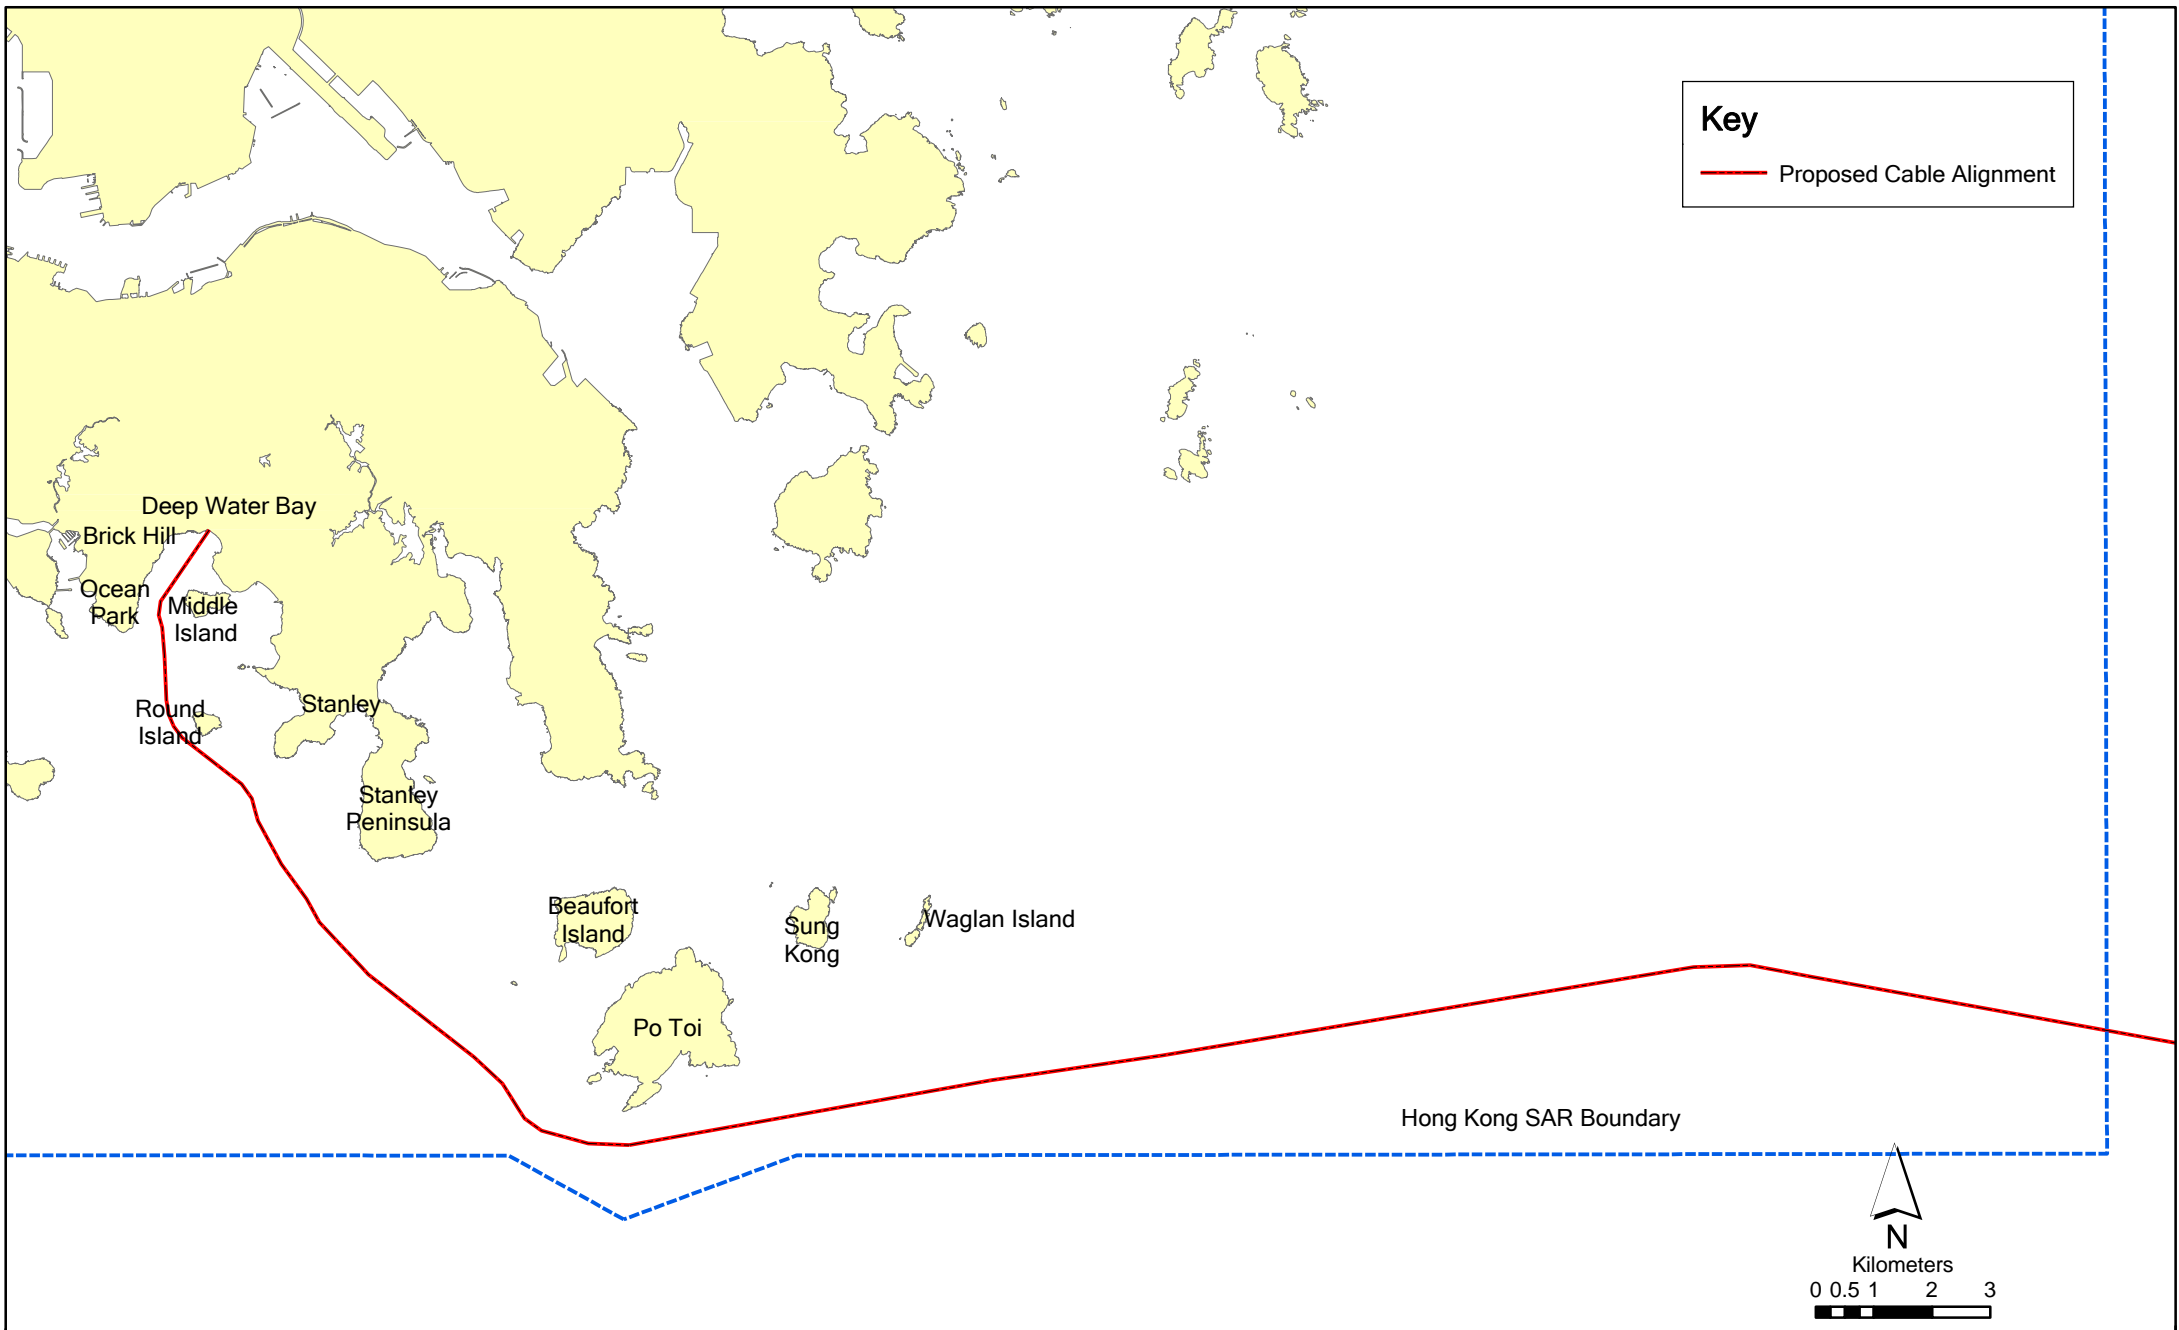 Key
Proposed Cable Alignment
Deep Water Bay
Brick Hill
Ocean
Park
Middle
Island
Round
Island
Stanley
Stanley
Peninsula
Beaufort
Island
Sung
Kong
Waglan Island
Po Toi
Hong Kong SAR Boundary
N
Kilometers
0 0.5 1 2 3